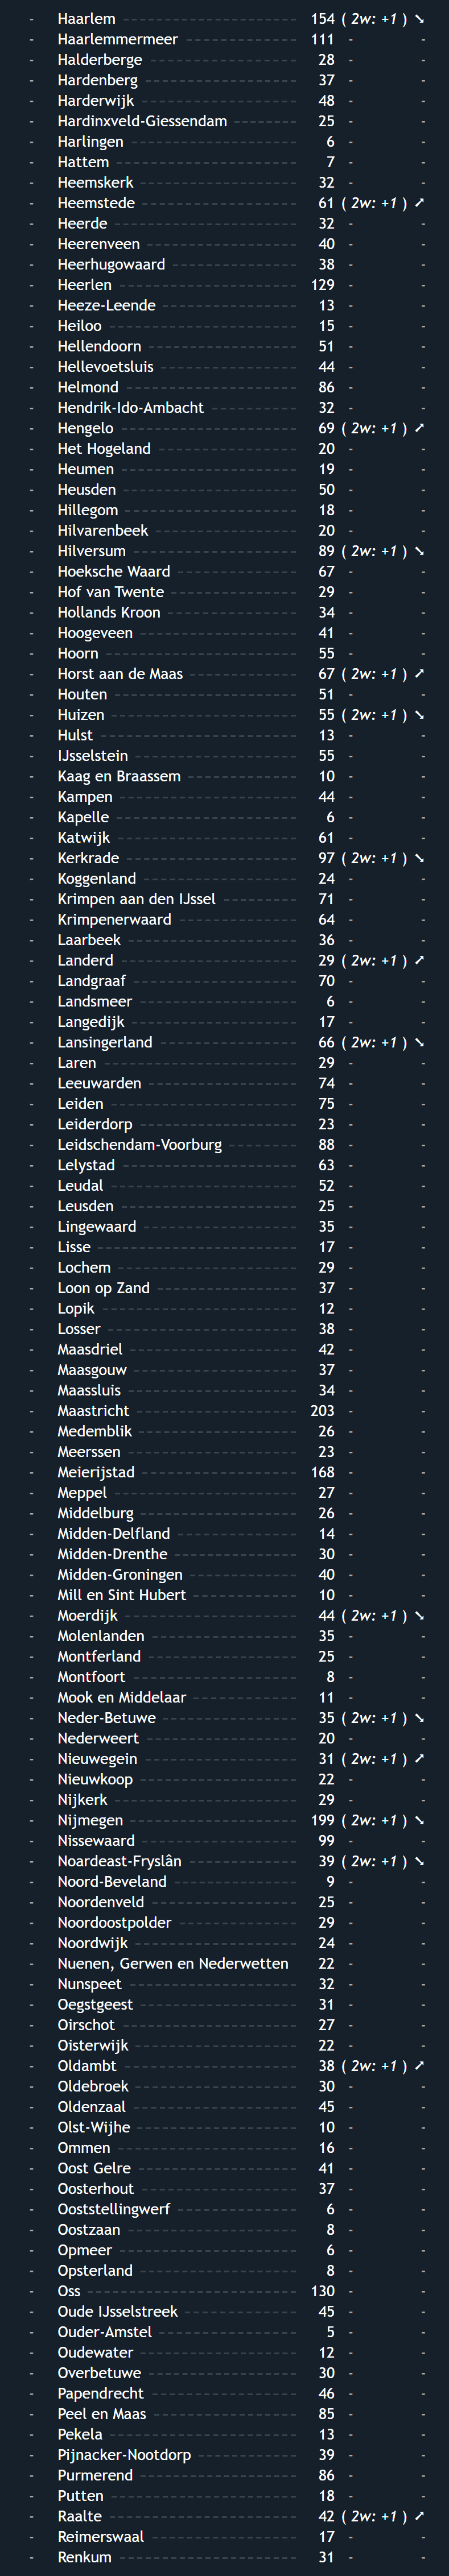 - Haarlem 154 ( 2w: +1 ) ➘
- Haarlemmermeer 111 - -
- Halderberge 28 - -
- Hardenberg 37 - -
- Harderwijk 48 - -
- Hardinxveld-Giessendam 25 - -
- Harlingen 6 - -
- Hattem 7 - -
- Heemskerk 32 - -
- Heemstede 61 ( 2w: +1 ) ➚
- Heerde 32 - -
- Heerenveen 40 - -
- Heerhugowaard 38 - -
- Heerlen 129 - -
- Heeze-Leende 13 - -
- Heiloo 15 - -
- Hellendoorn 51 - -
- Hellevoetsluis 44 - -
- Helmond 86 - -
- Hendrik-Ido-Ambacht 32 - -
- Hengelo 69 ( 2w: +1 ) ➚
- Het Hogeland 20 - -
- Heumen 19 - -
- Heusden 50 - -
- Hillegom 18 - -
- Hilvarenbeek 20 - -
- Hilversum 89 ( 2w: +1 ) ➘
- Hoeksche Waard 67 - -
- Hof van Twente 29 - -
- Hollands Kroon 34 - -
- Hoogeveen 41 - -
- Hoorn 55 - -
- Horst aan de Maas 67 ( 2w: +1 ) ➚
- Houten 51 - -
- Huizen 55 ( 2w: +1 ) ➘
- Hulst 13 - -
- IJsselstein 55 - -
- Kaag en Braassem 10 - -
- Kampen 44 - -
- Kapelle 6 - -
- Katwijk 61 - -
- Kerkrade 97 ( 2w: +1 ) ➘
- Koggenland 24 - -
- Krimpen aan den IJssel 71 - -
- Krimpenerwaard 64 - -
- Laarbeek 36 - -
- Landerd 29 ( 2w: +1 ) ➚
- Landgraaf 70 - -
- Landsmeer 6 - -
- Langedijk 17 - -
- Lansingerland 66 ( 2w: +1 ) ➘
- Laren 29 - -
- Leeuwarden 74 - -
- Leiden 75 - -
- Leiderdorp 23 - -
- Leidschendam-Voorburg 88 - -
- Lelystad 63 - -
- Leudal 52 - -
- Leusden 25 - -
- Lingewaard 35 - -
- Lisse 17 - -
- Lochem 29 - -
- Loon op Zand 37 - -
- Lopik 12 - -
- Losser 38 - -
- Maasdriel 42 - -
- Maasgouw 37 - -
- Maassluis 34 - -
- Maastricht 203 - -
- Medemblik 26 - -
- Meerssen 23 - -
- Meierijstad 168 - -
- Meppel 27 - -
- Middelburg 26 - -
- Midden-Delfland 14 - -
- Midden-Drenthe 30 - -
- Midden-Groningen 40 - -
- Mill en Sint Hubert 10 - -
- Moerdijk 44 ( 2w: +1 ) ➘
- Molenlanden 35 - -
- Montferland 25 - -
- Montfoort 8 - -
- Mook en Middelaar 11 - -
- Neder-Betuwe 35 ( 2w: +1 ) ➘
- Nederweert 20 - -
- Nieuwegein 31 ( 2w: +1 ) ➚
- Nieuwkoop 22 - -
- Nijkerk 29 - -
- Nijmegen 199 ( 2w: +1 ) ➘
- Nissewaard 99 - -
- Noardeast-Fryslân 39 ( 2w: +1 ) ➘
- Noord-Beveland 9 - -
- Noordenveld 25 - -
- Noordoostpolder 29 - -
- Noordwijk 24 - -
- Nuenen, Gerwen en Nederwetten 22 - -
- Nunspeet 32 - -
- Oegstgeest 31 - -
- Oirschot 27 - -
- Oisterwijk 22 - -
- Oldambt 38 ( 2w: +1 ) ➚
- Oldebroek 30 - -
- Oldenzaal 45 - -
- Olst-Wijhe 10 - -
- Ommen 16 - -
- Oost Gelre 41 - -
- Oosterhout 37 - -
- Ooststellingwerf 6 - -
- Oostzaan 8 - -
- Opmeer 6 - -
- Opsterland 8 - -
- Oss 130 - -
- Oude IJsselstreek 45 - -
- Ouder-Amstel 5 - -
- Oudewater 12 - -
- Overbetuwe 30 - -
- Papendrecht 46 - -
- Peel en Maas 85 - -
- Pekela 13 - -
- Pijnacker-Nootdorp 39 - -
- Purmerend 86 - -
- Putten 18 - -
- Raalte 42 ( 2w: +1 ) ➚
- Reimerswaal 17 - -
- Renkum 31 - -